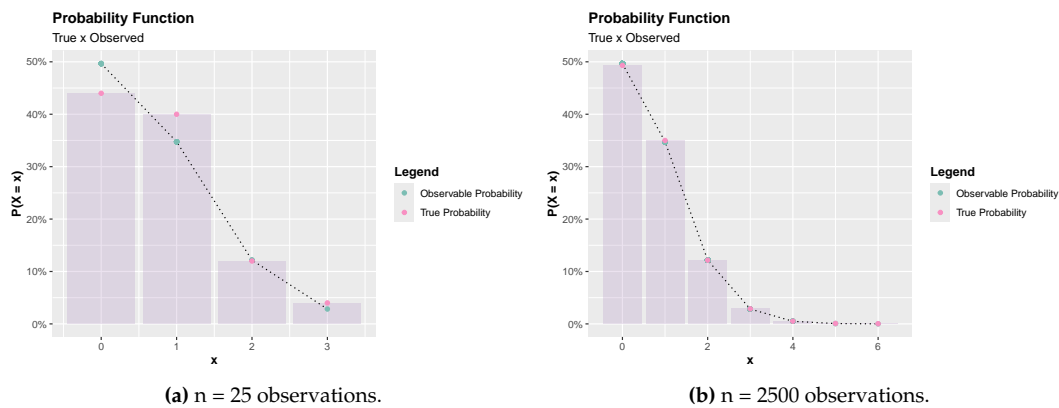 Probability Function
True x Observed
50%
40%
30%
20%
10%
0%
P(X = x)
0 1 2 3
x
Legend
Observable Probability
True Probability
(a) n = 25 observations.
Probability Function
True x Observed
50%
40%
30%
20%
10%
0%
P(X = x)
0 2 4 6
x
Legend
Observable Probability
True Probability
(b) n = 2500 observations.